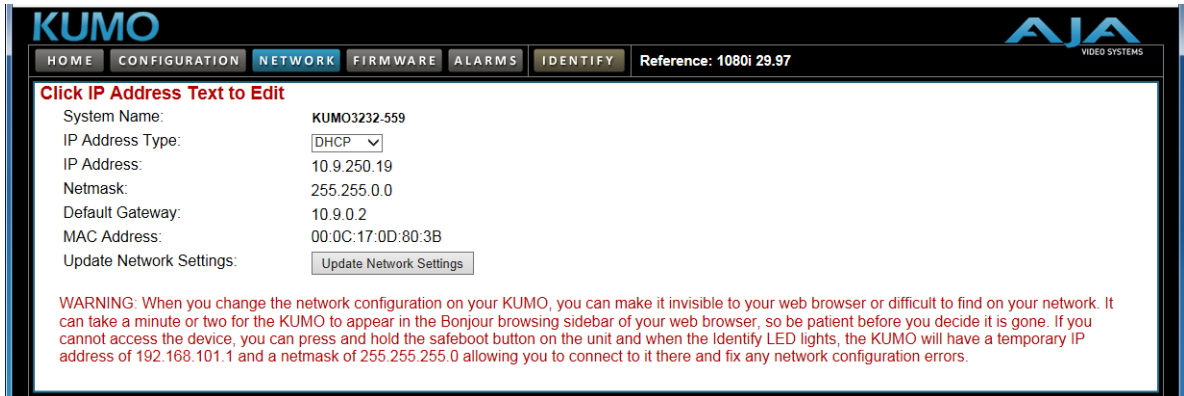 KUMO
AJA
VIDEO SYSTEMS
HOME CONFIGURATION NETWORK FIRMWARE ALARMS IDENTIFY Reference: 1080i 29.97
Click IP Address Text to Edit
System Name: KUMO3232-559
IP Address Type: DHCP
IP Address: 10.9.250.19
Netmask: 255.255.0.0
Default Gateway: 10.9.0.2
MAC Address: 00:0C:17:0D:80:3B
Update Network Settings: Update Network Settings
WARNING: When you change the network configuration on your KUMO, you can make it invisible to your web browser or difficult to find on your network. It
can take a minute or two for the KUMO to appear in the Bonjour browsing sidebar of your web browser, so be patient before you decide it is gone. If you
cannot access the device, you can press and hold the safeboot button on the unit and when the Identify LED lights, the KUMO will have a temporary IP
address of 192.168.101.1 and a netmask of 255.255.255.0 allowing you to connect to it there and fix any network configuration errors.